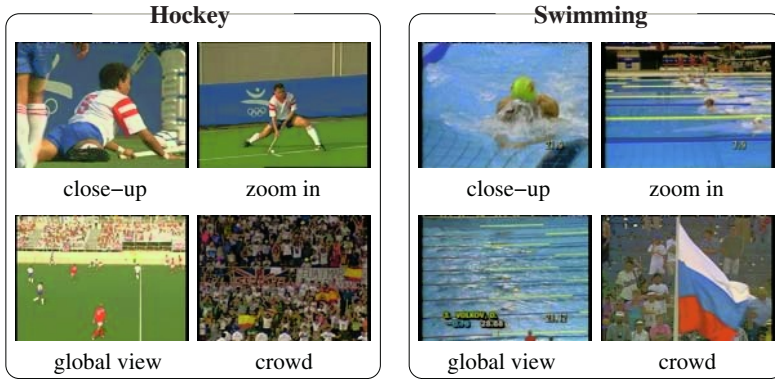 Hockey
close-up
zoom in
global view
crowd
Swimming
close-up
zoom in
global view
crowd